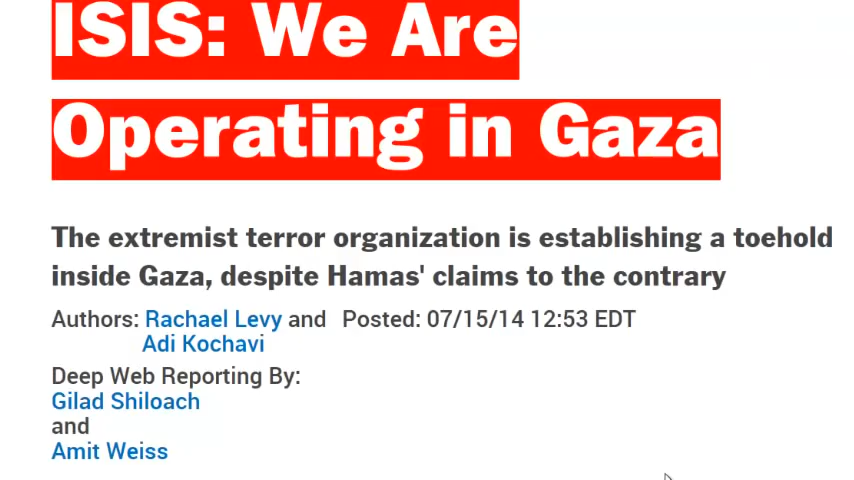 ISIS: We Are
Operating in Gaza
The extremist terror organization is establishing a toehold
inside Gaza, despite Hamas' claims to the contrary
Authors: Rachael Levy and Posted: 07/15/14 12:53 EDT
Adi Kochavi
Deep Web Reporting By:
Gilad Shiloach
and
Amit Weiss